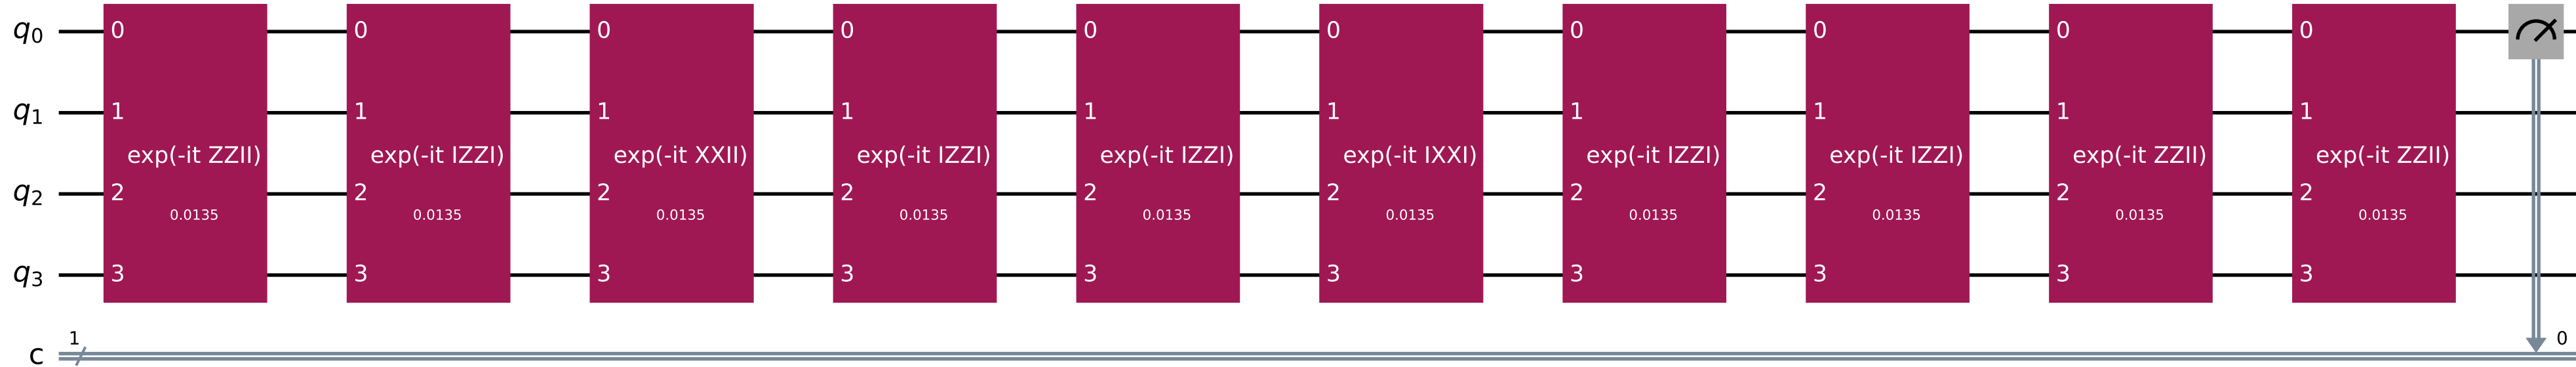 q0 0 0 0 0 0 0 0 0 0 0
q1 1 1 1 1 1 1 1 1 1 1
exp(-it ZZII) exp(-it IZZI) exp(-it XXII) exp(-it IZZI) exp(-it IZZI) exp(-it IXXI) exp(-it IZZI) exp(-it IZZI) exp(-it ZZII) exp(-it ZZII)
q2 2 2 2 2 2 2 2 2 2 2
0.0135 0.0135 0.0135 0.0135 0.0135 0.0135 0.0135 0.0135 0.0135 0.0135
q3 3 3 3 3 3 3 3 3 3 3
1 0
c